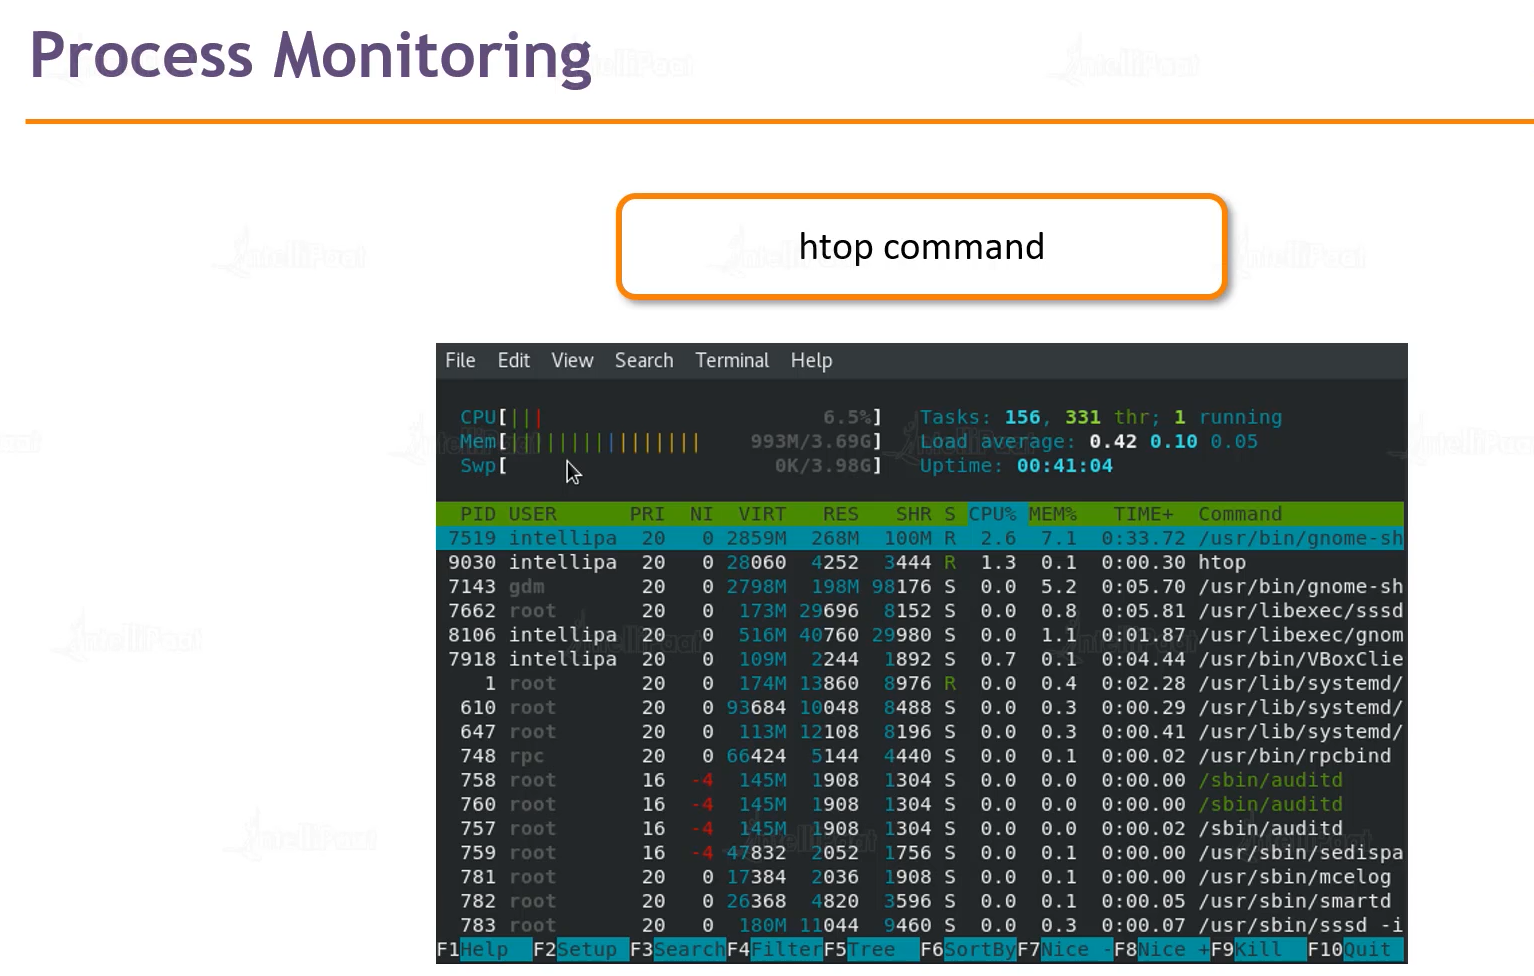 Process Monitoring
htop command
File Edit View Search Terminal Help
CPU[||| 6.5%] Tasks: 156, 331 thr; 1 running
Mem[|||||||||||||||| 993M/3.69G] Load average: 0.42 0.10 0.05
Swp[ 0K/3.98G] Uptime: 00:41:04
PID USER PRI NI VIRT RES SHR S CPU% MEM% TIME+ Command
7519 intellipa 20 0 2859M 268M 100M R 2.6 7.1 0:33.72 /usr/bin/gnome-sh
9030 intellipa 20 0 28060 4252 3444 R 1.3 0.1 0:00.30 htop
7143 gdm 20 0 2798M 198M 98176 S 0.0 5.2 0:05.70 /usr/bin/gnome-sh
7662 root 20 0 173M 29696 8152 S 0.0 0.8 0:05.81 /usr/libexec/sssd
8106 intellipa 20 0 516M 40760 29980 S 0.0 1.1 0:01.87 /usr/libexec/gnom
7918 intellipa 20 0 109M 2244 1892 S 0.7 0.1 0:04.44 /usr/bin/VBoxClie
1 root 20 0 174M 13860 8976 R 0.0 0.4 0:02.28 /usr/lib/systemd/
610 root 20 0 93684 10048 8488 S 0.0 0.3 0:00.29 /usr/lib/systemd/
647 root 20 0 113M 12108 8196 S 0.0 0.3 0:00.41 /usr/lib/systemd/
748 rpc 20 0 66424 5144 4440 S 0.0 0.1 0:00.02 /usr/bin/rpcbind
758 root 16 -4 145M 1908 1304 S 0.0 0.0 0:00.00 /sbin/auditd
760 root 16 -4 145M 1908 1304 S 0.0 0.0 0:00.00 /sbin/auditd
757 root 16 -4 145M 1908 1304 S 0.0 0.0 0:00.02 /sbin/auditd
759 root 16 -4 47832 2052 1756 S 0.0 0.1 0:00.00 /usr/sbin/sedispa
781 root 20 0 17384 2036 1908 S 0.0 0.1 0:00.00 /usr/sbin/mcelog
782 root 20 0 26368 4820 3596 S 0.0 0.1 0:00.05 /usr/sbin/smartd
783 root 20 0 180M 11044 9460 S 0.0 0.3 0:00.07 /usr/sbin/sssd -i
F1Help F2Setup F3SearchF4FilterF5Tree F6SortByF7Nice -F8Nice +F9Kill F10Quit